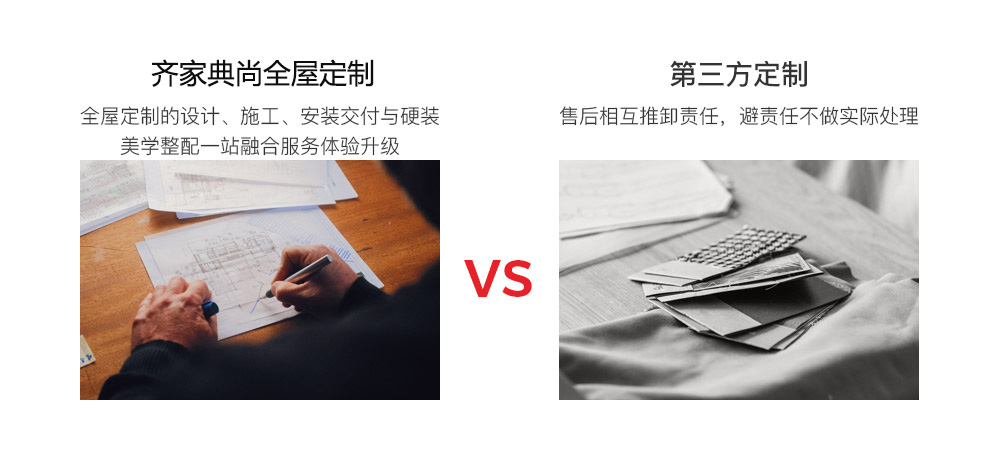 齐家典尚全屋定制
全屋定制的设计、施工、安装交付与硬装
美学整配一站融合服务体验升级
VS
第三方定制
售后相互推卸责任，避责任不做实际处理